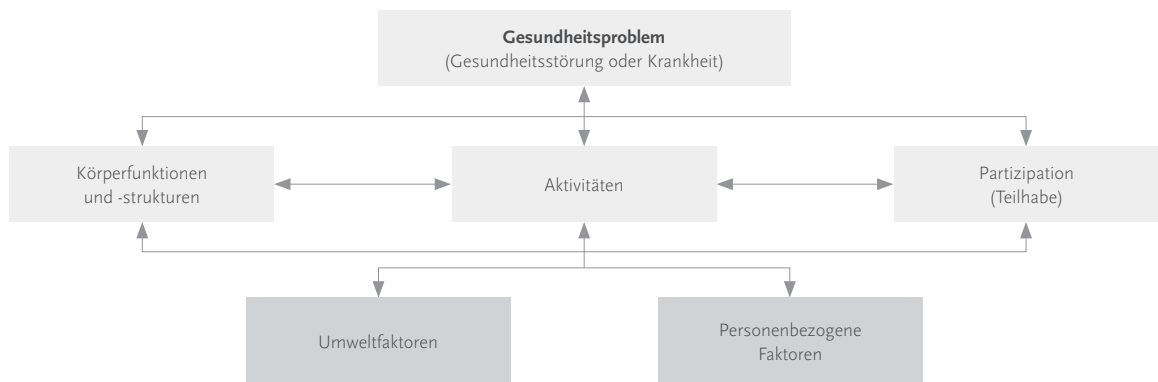 Gesundheitsproblem
(Gesundheitsstörung oder Krankheit)
Körperfunktionen
und -strukturen
Aktivitäten
Partizipation
(Teilhabe)
Umweltfaktoren
Personenbezogene
Faktoren